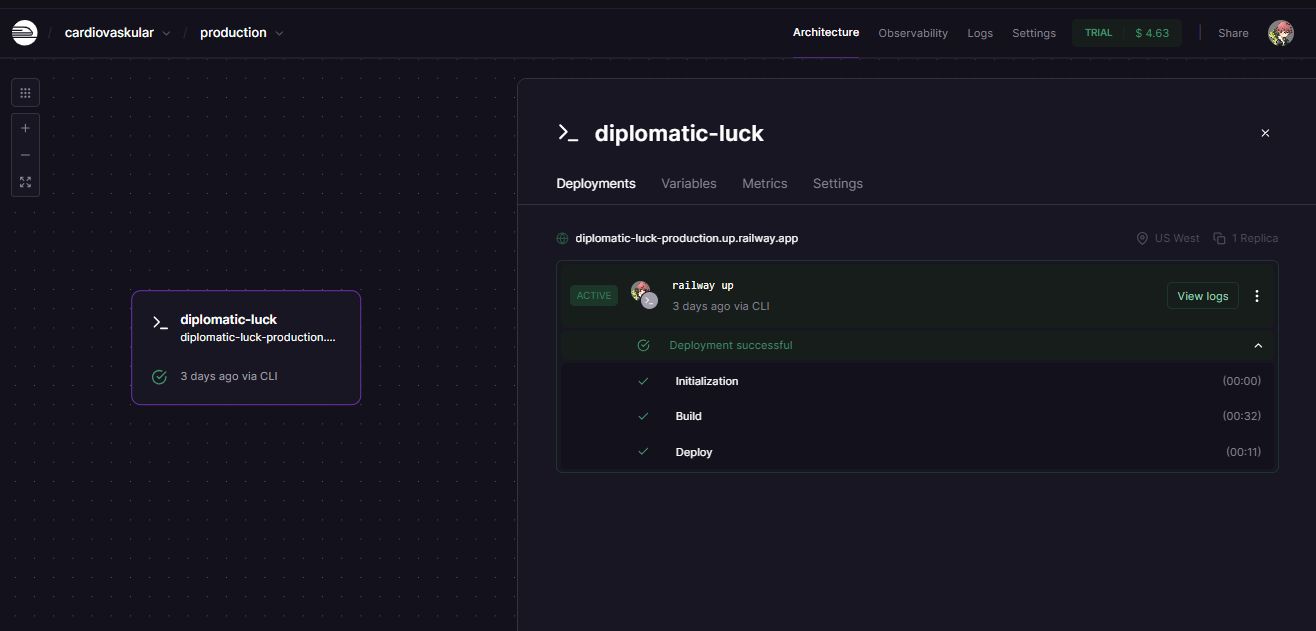 / cardiovaskular / production Architecture Observability Logs Settings TRIAL $ 4.63 Share
>_ diplomatic-luck
Deployments Variables Metrics Settings
diplomatic-luck-production.up.railway.app US West 1 Replica
ACTIVE railway up View logs
3 days ago via CLI
Deployment successful
Initialization (00:00)
Build (00:32)
Deploy (00:11)
>_ diplomatic-luck
diplomatic-luck-production....
3 days ago via CLI